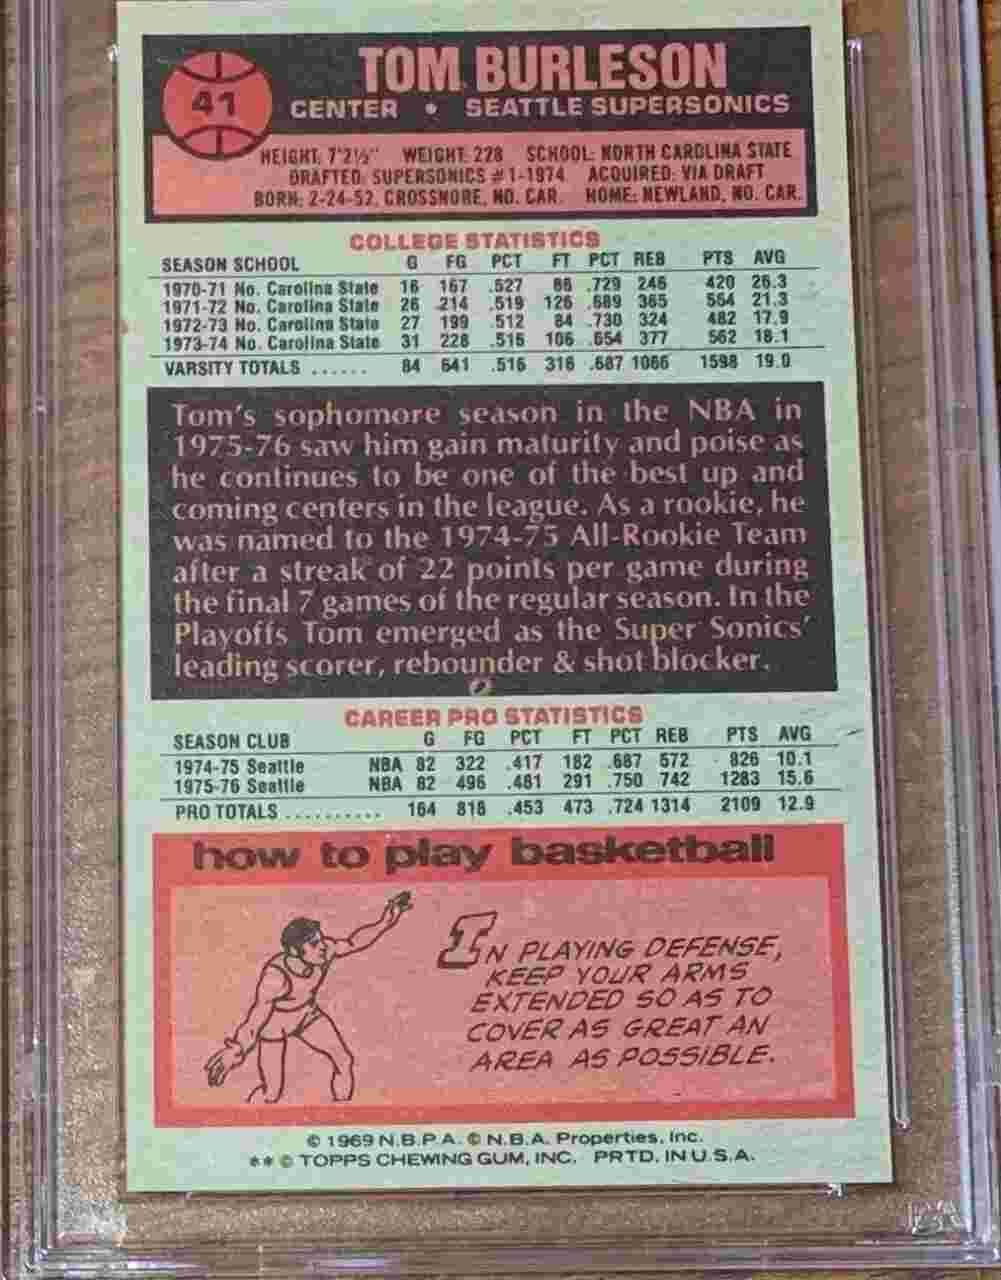 41
TOM BURLESON
CENTER • SEATTLE SUPERSONICS
HEIGHT: 7'2½" WEIGHT: 228 SCHOOL: NORTH CAROLINA STATE
DRAFTED: SUPERSONICS #1-1974 ACQUIRED: VIA DRAFT
BORN: 2-24-52, CROSSNORE, NO. CAR. HOME: NEWLAND, NO. CAR.
COLLEGE STATISTICS
SEASON SCHOOL G FG PCT FT PCT REB PTS AVG
1970-71 No. Carolina State 16 167 .527 86 .729 246 420 26.3
1971-72 No. Carolina State 26 214 .519 126 .689 365 554 21.3
1972-73 No. Carolina State 27 199 .512 84 .730 324 482 17.9
1973-74 No. Carolina State 31 228 .516 106 .654 377 562 18.1
VARSITY TOTALS ...... 84 641 .516 316 .687 1066 1598 19.0
Tom's sophomore season in the NBA in
1975-76 saw him gain maturity and poise as
he continues to be one of the best up and
coming centers in the league. As a rookie, he
was named to the 1974-75 All-Rookie Team
after a streak of 22 points per game during
the final 7 games of the regular season. In the
Playoffs Tom emerged as the Super Sonics'
leading scorer, rebounder & shot blocker.
CAREER PRO STATISTICS
SEASON CLUB G FG PCT FT PCT REB PTS AVG
1974-75 Seattle NBA 82 322 .417 182 .687 572 826 10.1
1975-76 Seattle NBA 82 496 .481 291 .750 742 1283 15.6
PRO TOTALS .......... 164 818 .453 473 .724 1314 2109 12.9
how to play basketball
IN PLAYING DEFENSE,
KEEP YOUR ARMS
EXTENDED SO AS TO
COVER AS GREAT AN
AREA AS POSSIBLE.
© 1969 N.B.P.A. © N.B.A. Properties, Inc.
** © TOPPS CHEWING GUM, INC. PRTD. IN U.S.A.